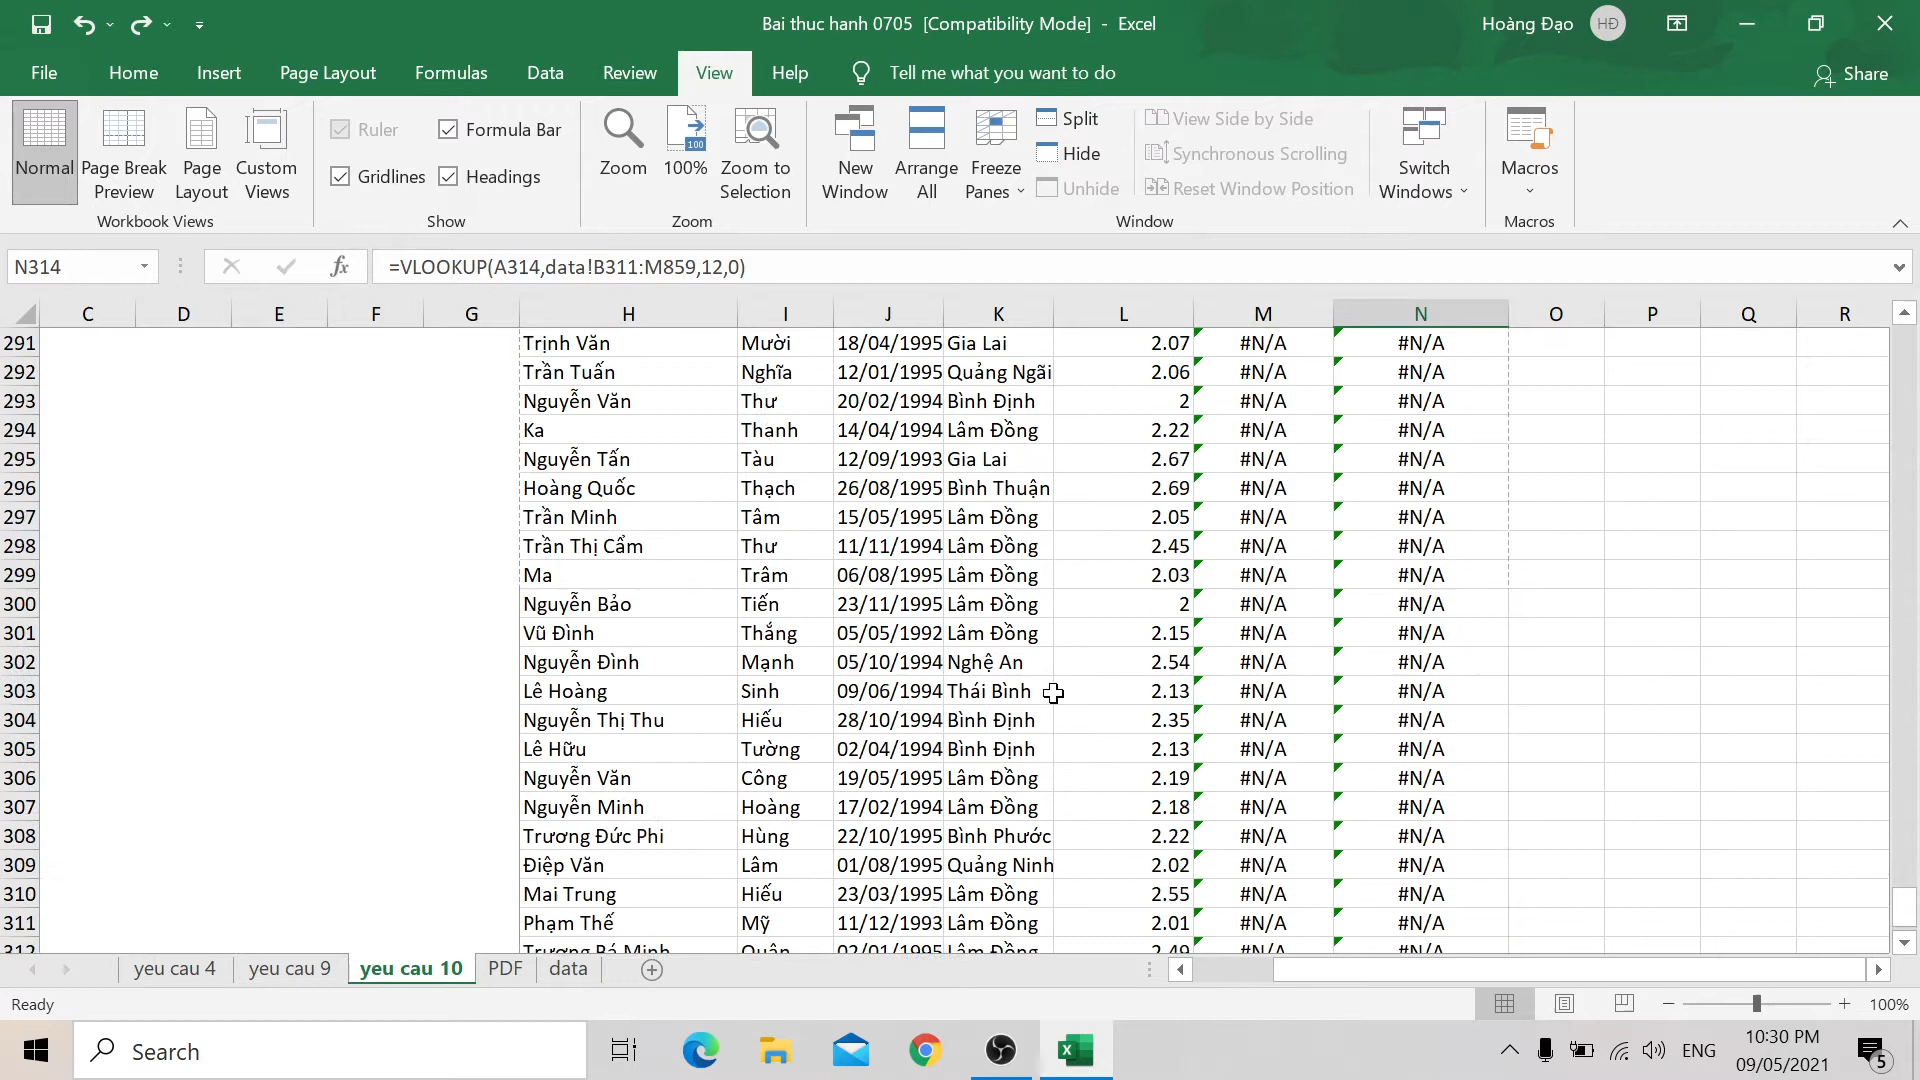 Bai thuc hanh 0705 [Compatibility Mode] - Excel
Hoàng Đạo HĐ
File Home Insert Page Layout Formulas Data Review View Help Tell me what you want to do Share
Normal Page Break Preview Page Layout Custom Views
Workbook Views
Ruler Formula Bar
Gridlines Headings
Show
Zoom 100% Zoom to Selection
100
Zoom
New Window Arrange All Freeze Panes
Split
Hide
Unhide
View Side by Side
Synchronous Scrolling
Reset Window Position
Switch Windows
Window
Macros
Macros
N314 fx =VLOOKUP(A314,data!B311:M859,12,0)
C D E F G H I J K L M N O P Q R
291 Trịnh Văn Mười 18/04/1995 Gia Lai 2.07 #N/A #N/A
292 Trần Tuấn Nghĩa 12/01/1995 Quảng Ngãi 2.06 #N/A #N/A
293 Nguyễn Văn Thư 20/02/1994 Bình Định 2 #N/A #N/A
294 Ka Thanh 14/04/1994 Lâm Đồng 2.22 #N/A #N/A
295 Nguyễn Tấn Tàu 12/09/1993 Gia Lai 2.67 #N/A #N/A
296 Hoàng Quốc Thạch 26/08/1995 Bình Thuận 2.69 #N/A #N/A
297 Trần Minh Tâm 15/05/1995 Lâm Đồng 2.05 #N/A #N/A
298 Trần Thị Cẩm Thư 11/11/1994 Lâm Đồng 2.45 #N/A #N/A
299 Ma Trâm 06/08/1995 Lâm Đồng 2.03 #N/A #N/A
300 Nguyễn Bảo Tiến 23/11/1995 Lâm Đồng 2 #N/A #N/A
301 Vũ Đình Thắng 05/05/1992 Lâm Đồng 2.15 #N/A #N/A
302 Nguyễn Đình Mạnh 05/10/1994 Nghệ An 2.54 #N/A #N/A
303 Lê Hoàng Sinh 09/06/1994 Thái Bình 2.13 #N/A #N/A
304 Nguyễn Thị Thu Hiếu 28/10/1994 Bình Định 2.35 #N/A #N/A
305 Lê Hữu Tường 02/04/1994 Bình Định 2.13 #N/A #N/A
306 Nguyễn Văn Công 19/05/1995 Lâm Đồng 2.19 #N/A #N/A
307 Nguyễn Minh Hoàng 17/02/1994 Lâm Đồng 2.18 #N/A #N/A
308 Trương Đức Phi Hùng 22/10/1995 Bình Phước 2.22 #N/A #N/A
309 Điệp Văn Lâm 01/08/1995 Quảng Ninh 2.02 #N/A #N/A
310 Mai Trung Hiếu 23/03/1995 Lâm Đồng 2.55 #N/A #N/A
311 Phạm Thế Mỹ 11/12/1993 Lâm Đồng 2.01 #N/A #N/A
312 Trương Bá Minh Quân 02/01/1995 Lâm Đồng 2.49 #N/A #N/A
yeu cau 4 yeu cau 9 yeu cau 10 PDF data
Ready 100%
Search ENG 10:30 PM
09/05/2021 5